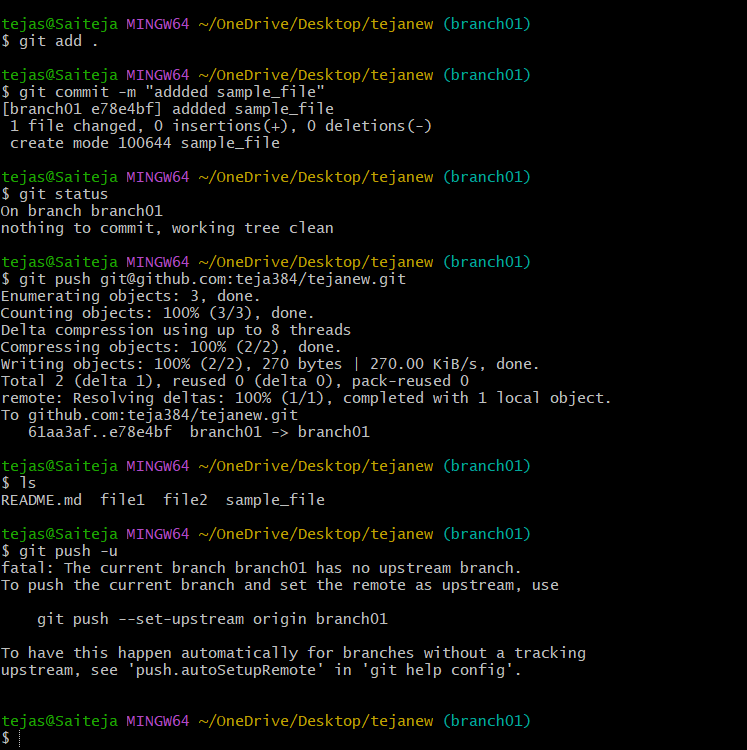 tejas@Saiteja MINGW64 ~/OneDrive/Desktop/tejanew (branch01)
$ git add .
tejas@Saiteja MINGW64 ~/OneDrive/Desktop/tejanew (branch01)
$ git commit -m "addded sample_file"
[branch01 e78e4bf] addded sample_file
 1 file changed, 0 insertions(+), 0 deletions(-)
 create mode 100644 sample_file
tejas@Saiteja MINGW64 ~/OneDrive/Desktop/tejanew (branch01)
$ git status
On branch branch01
nothing to commit, working tree clean
tejas@Saiteja MINGW64 ~/OneDrive/Desktop/tejanew (branch01)
$ git push git@github.com:teja384/tejanew.git
Enumerating objects: 3, done.
Counting objects: 100% (3/3), done.
Delta compression using up to 8 threads
Compressing objects: 100% (2/2), done.
Writing objects: 100% (2/2), 270 bytes | 270.00 KiB/s, done.
Total 2 (delta 1), reused 0 (delta 0), pack-reused 0
remote: Resolving deltas: 100% (1/1), completed with 1 local object.
To github.com:teja384/tejanew.git
   61aa3af..e78e4bf  branch01 -> branch01
tejas@Saiteja MINGW64 ~/OneDrive/Desktop/tejanew (branch01)
$ ls
README.md  file1  file2  sample_file
tejas@Saiteja MINGW64 ~/OneDrive/Desktop/tejanew (branch01)
$ git push -u
fatal: The current branch branch01 has no upstream branch.
To push the current branch and set the remote as upstream, use
    git push --set-upstream origin branch01
To have this happen automatically for branches without a tracking
upstream, see 'push.autoSetupRemote' in 'git help config'.
tejas@Saiteja MINGW64 ~/OneDrive/Desktop/tejanew (branch01)
$